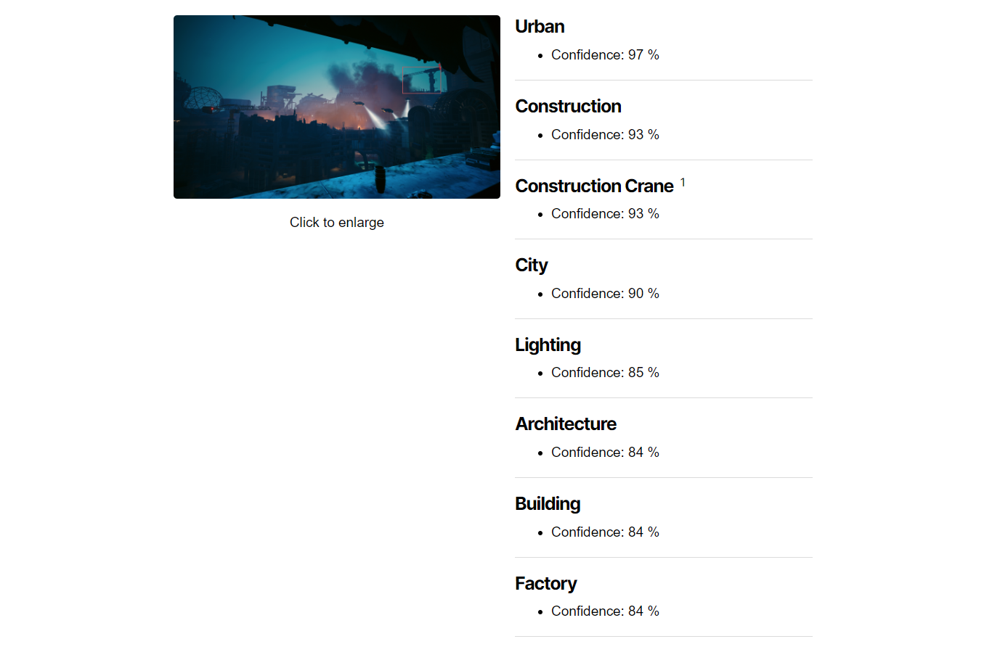 Click to enlarge
Urban
• Confidence: 97 %
Construction
• Confidence: 93 %
Construction Crane 1
• Confidence: 93 %
City
• Confidence: 90 %
Lighting
• Confidence: 85 %
Architecture
• Confidence: 84 %
Building
• Confidence: 84 %
Factory
• Confidence: 84 %